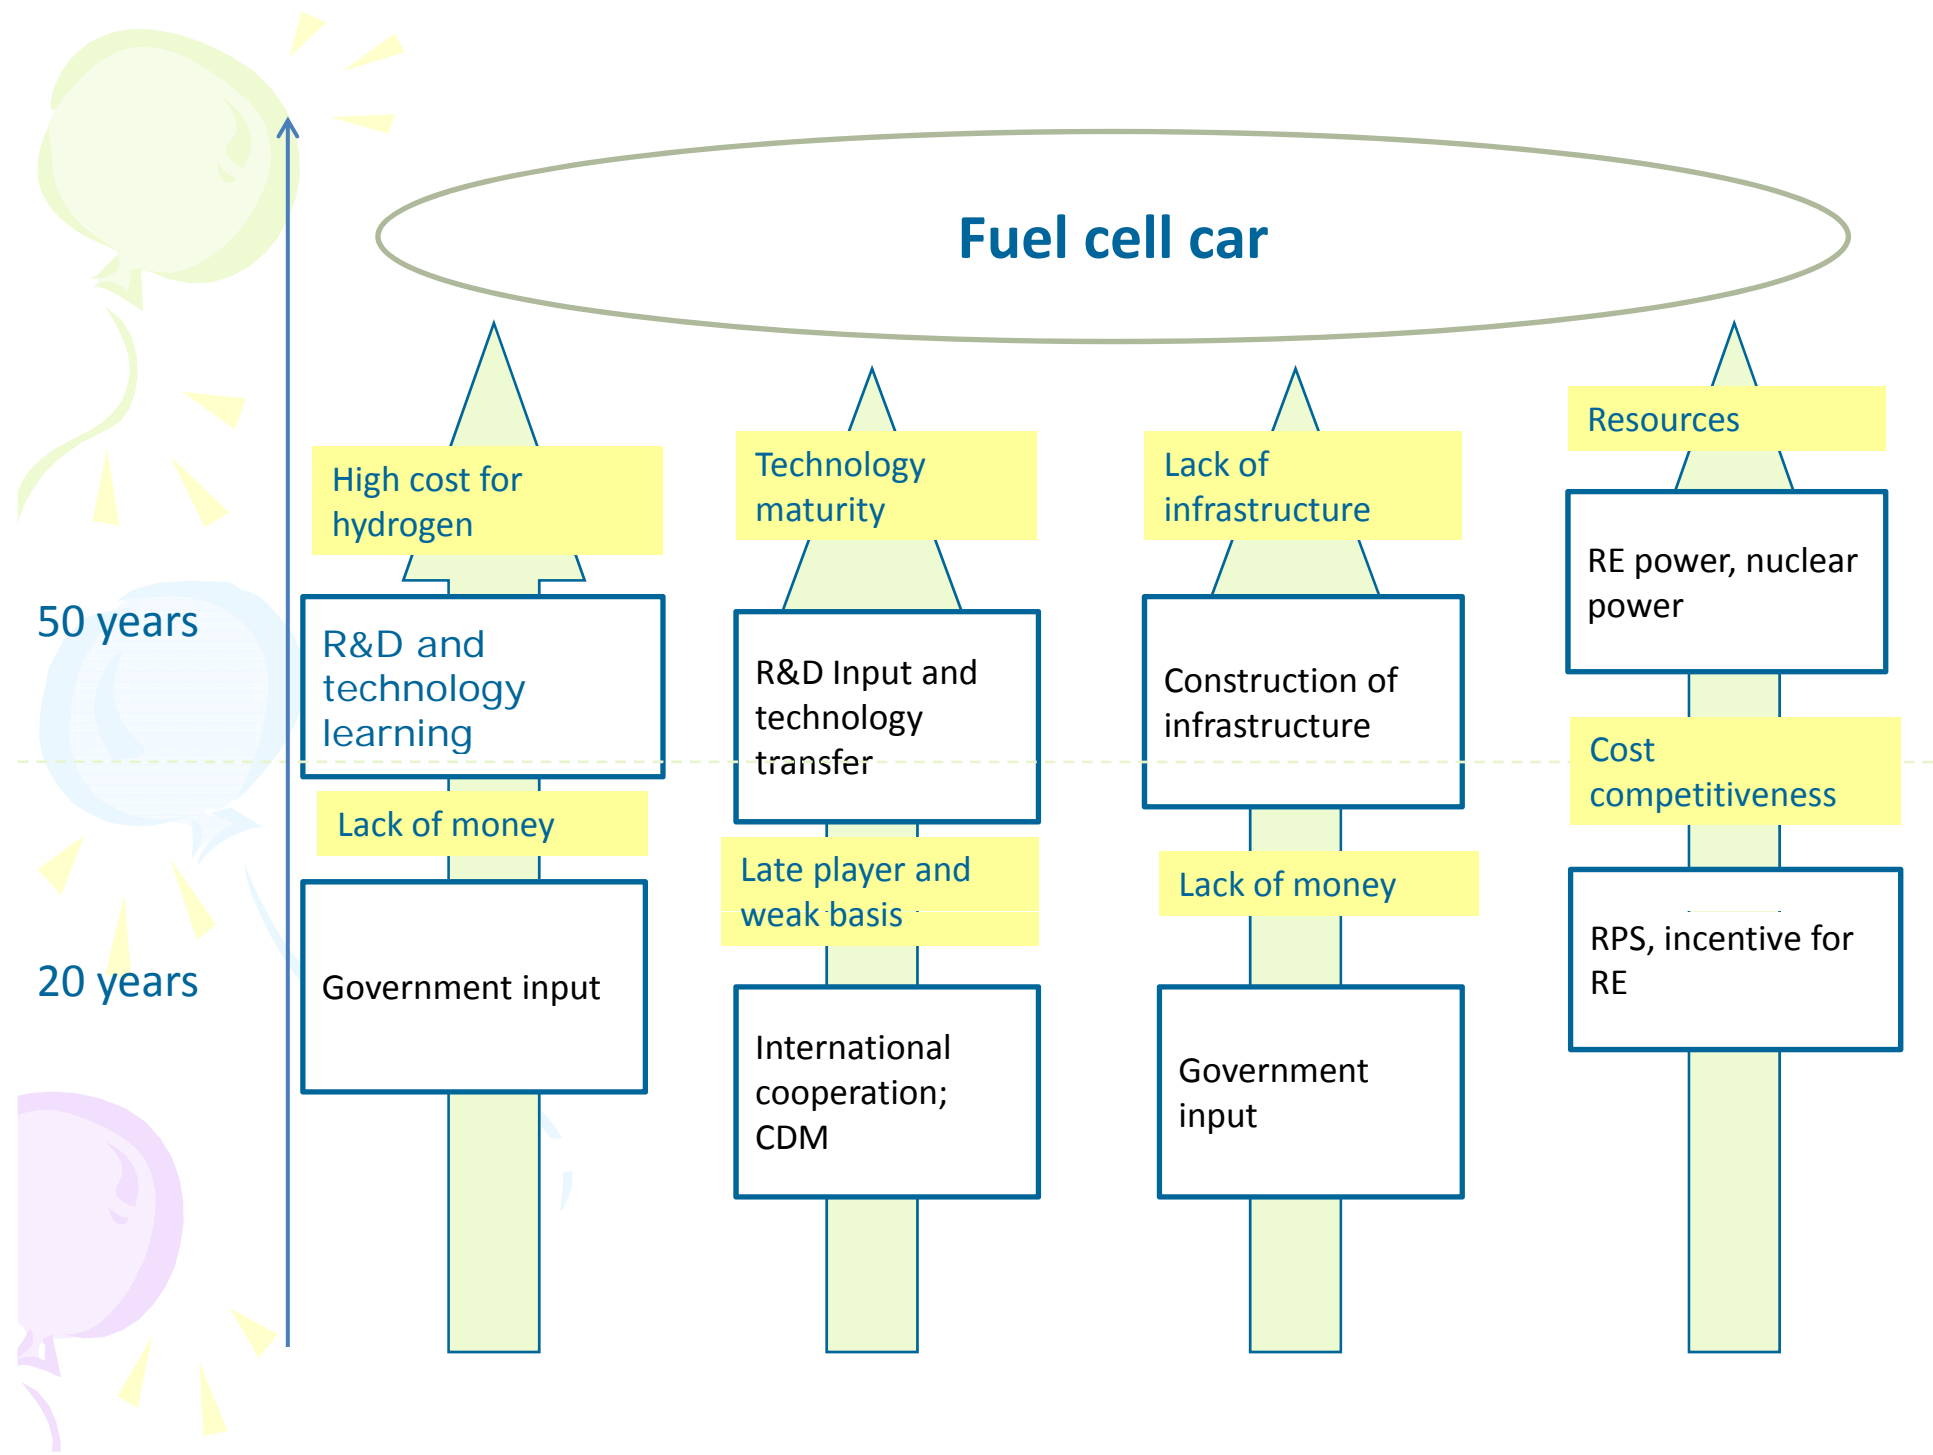 Fuel cell car
50 years
20 years
High cost for
hydrogen
R&D and
technology
learning
Lack of money
Government input
Technology
maturity
R&D Input and
technology
transfer
Late player and
weak basis
International
cooperation;
CDM
Lack of
infrastructure
Construction of
infrastructure
Lack of money
Government
input
Resources
RE power, nuclear
power
Cost
competitiveness
RPS, incentive for
RE